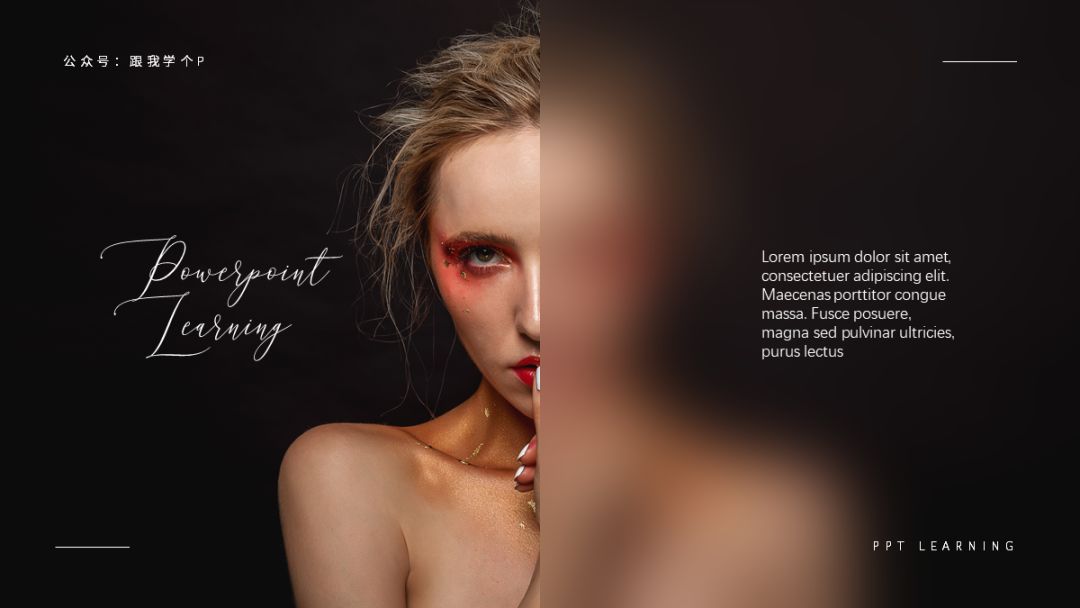 公众号：跟我学个P
Powerpoint
Learning
Lorem ipsum dolor sit amet,
consectetuer adipiscing elit.
Maecenas porttitor congue
massa. Fusce posuere,
magna sed pulvinar ultricies,
purus lectus
PPT LEARNING